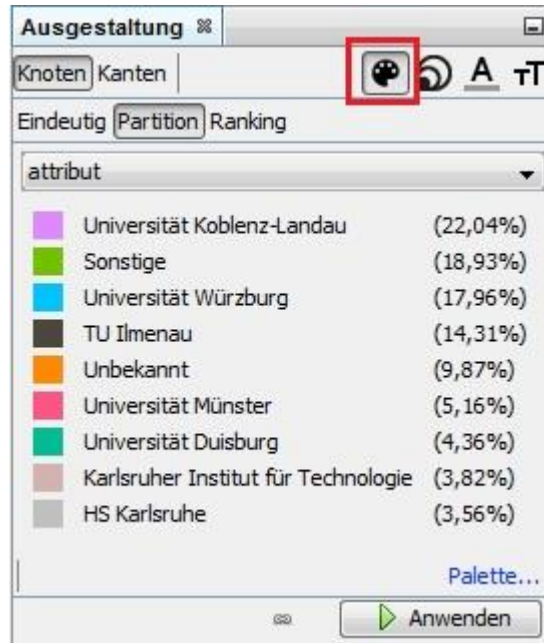 Ausgestaltung
Knoten Kanten A TT
Eindeutig Partition Ranking
attribut
Universität Koblenz-Landau (22,04%)
Sonstige (18,93%)
Universität Würzburg (17,96%)
TU Ilmenau (14,31%)
Unbekannt (9,87%)
Universität Münster (5,16%)
Universität Duisburg (4,36%)
Karlsruher Institut für Technologie (3,82%)
HS Karlsruhe (3,56%)
Palette...
Anwenden